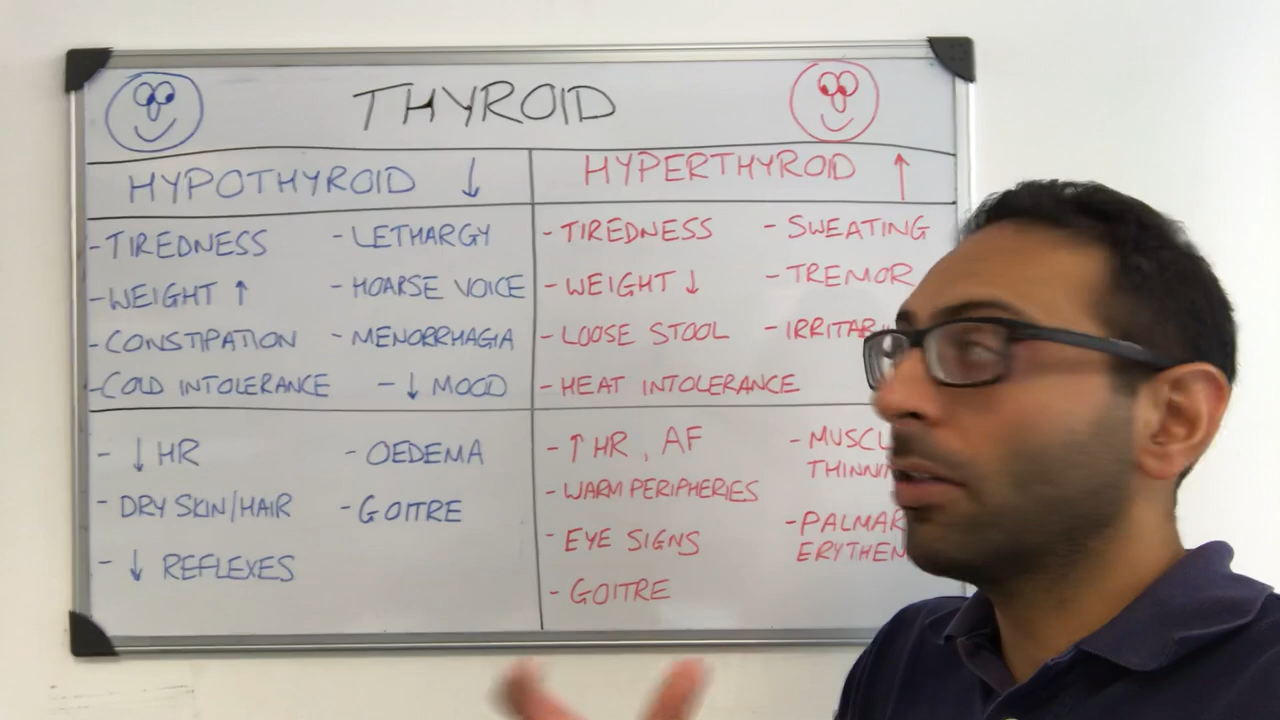 THYROID
HYPOTHYROID ↓
- TIREDNESS
- WEIGHT ↑
- CONSTIPATION
- COLD INTOLERANCE
- LETHARGY
- HOARSE VOICE
- MENORRHAGIA
- ↓ MOOD
- ↓ HR
- DRY SKIN/HAIR
- ↓ REFLEXES
- OEDEMA
- GOITRE
HYPERTHYROID ↑
- TIREDNESS
- WEIGHT ↓
- LOOSE STOOL
- HEAT INTOLERANCE
- SWEATING
- TREMOR
- ↑ HR, AF
- WARM PERIPHERIES
- EYE SIGNS
- GOITRE
- PALMAR